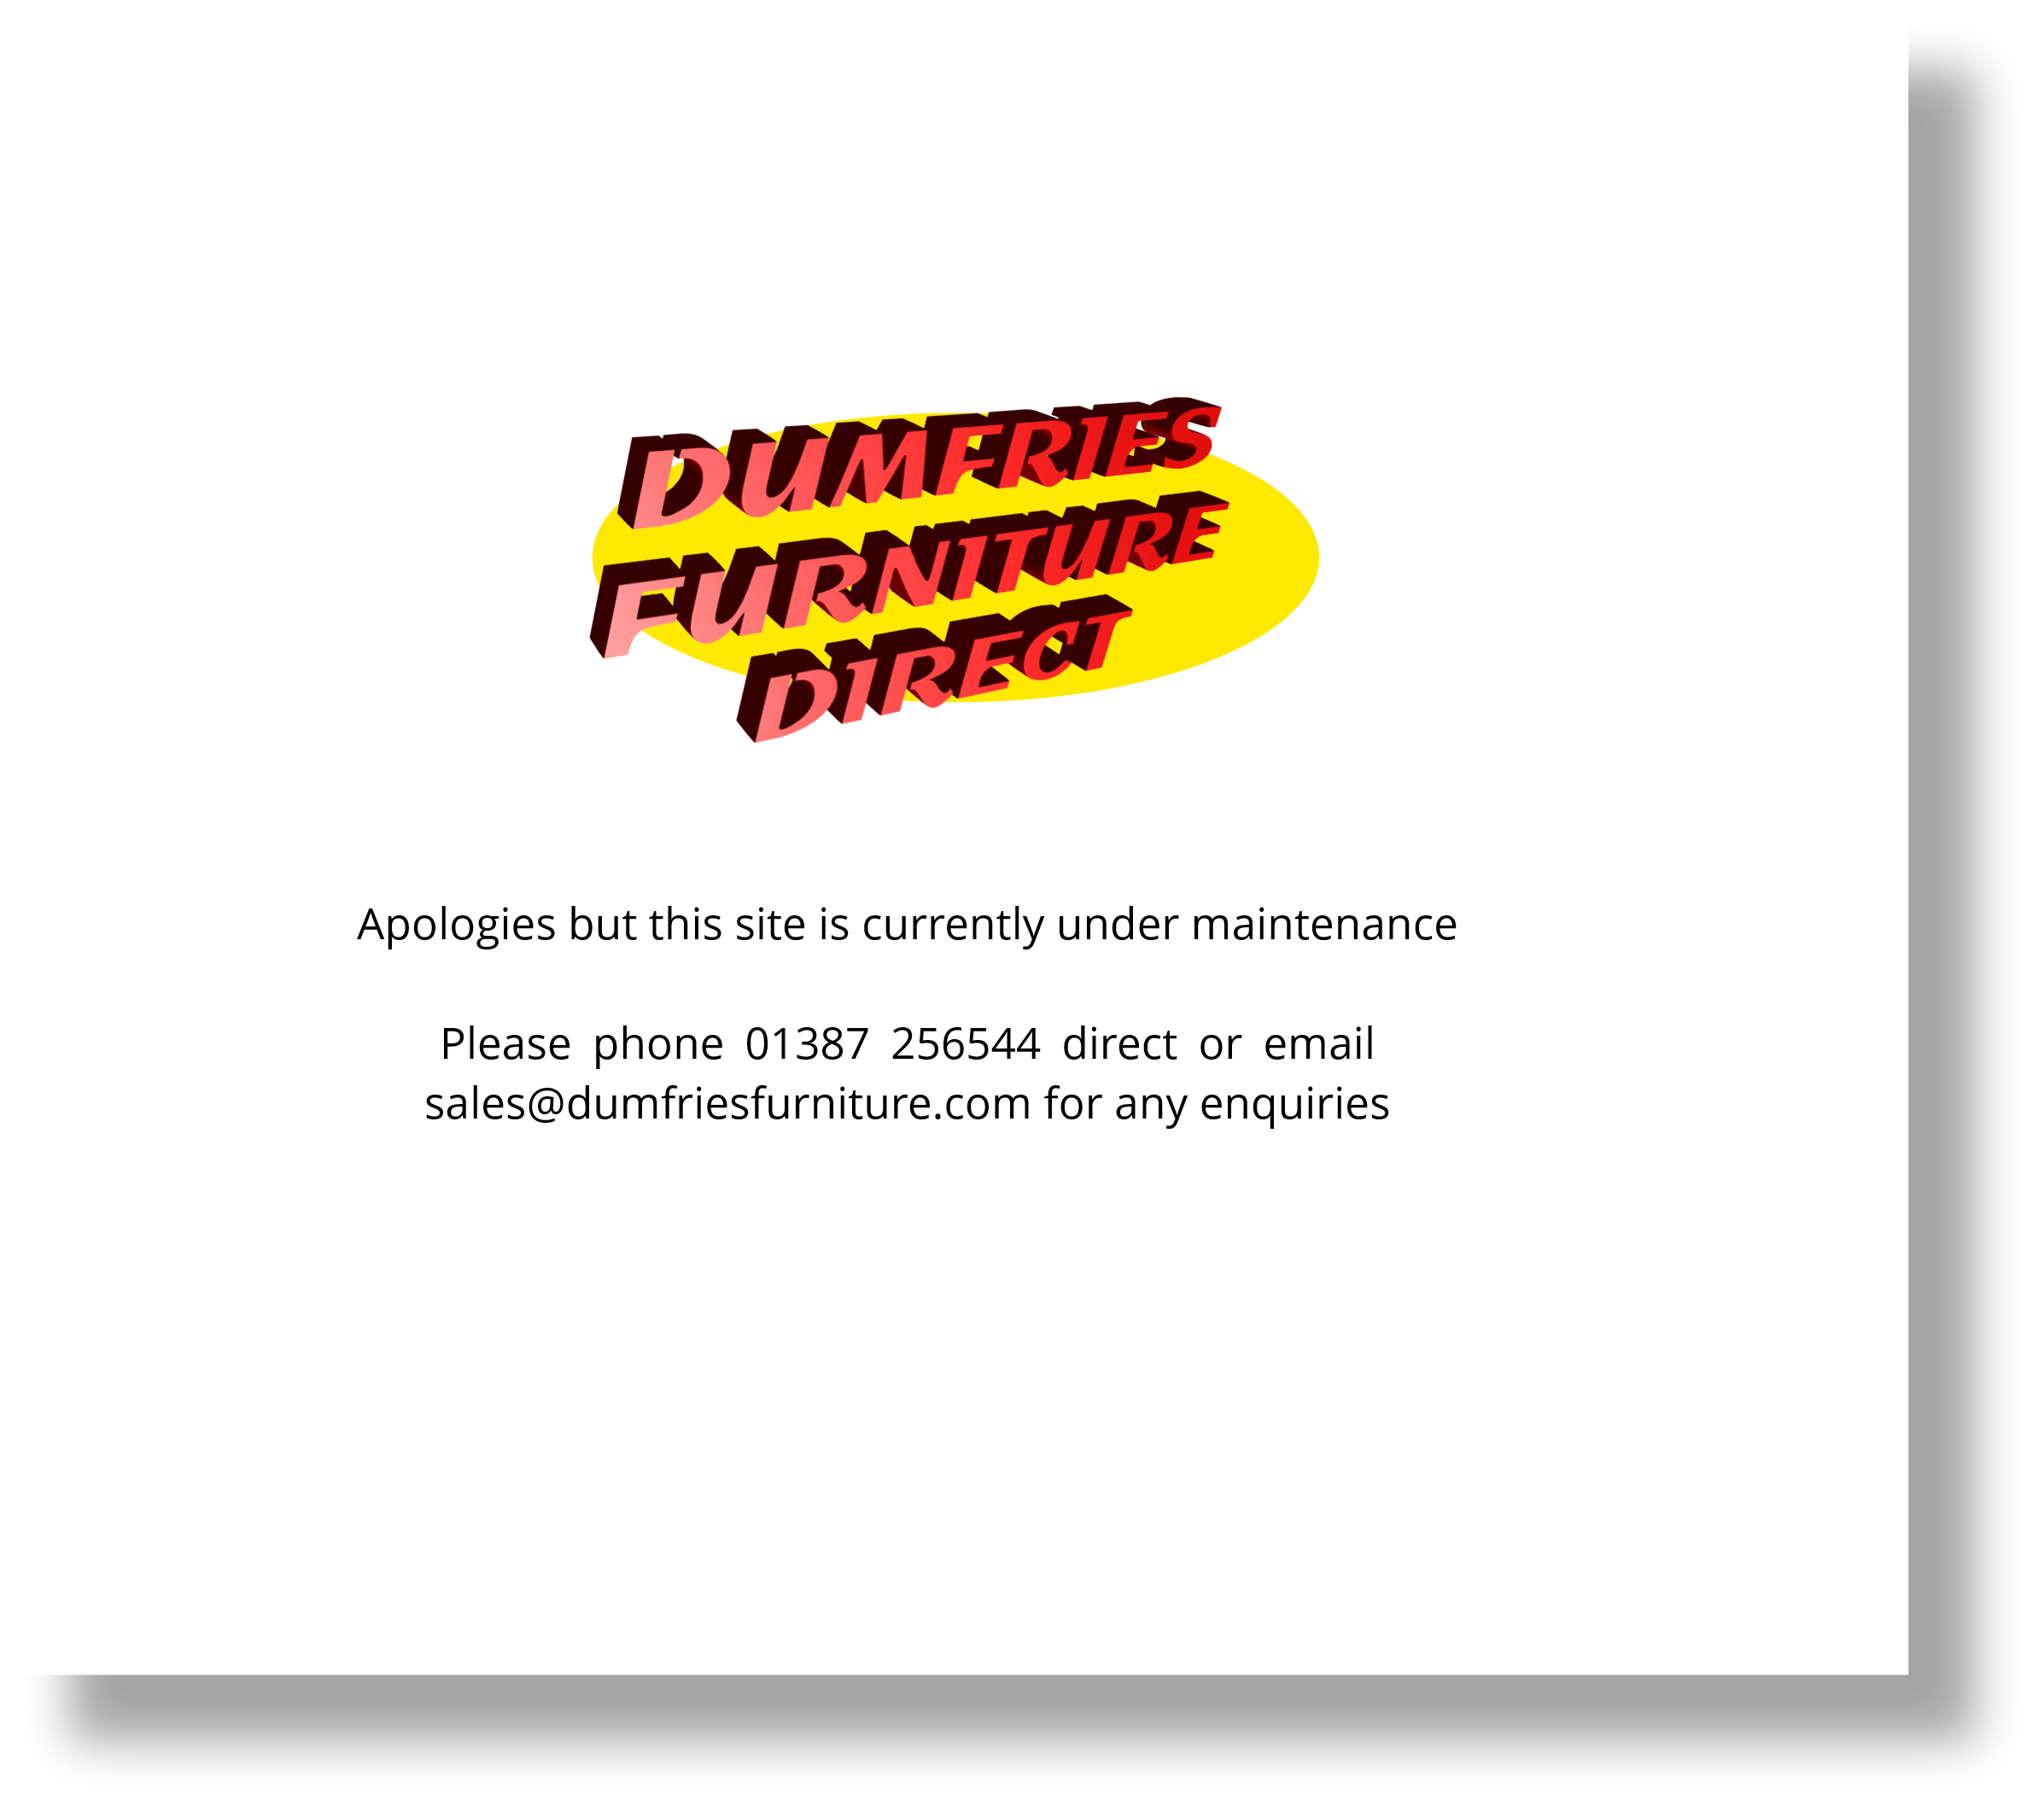 DUMFRIES
FURNITURE
DIRECT
Apologies but this site is currently under maintenance
Please phone 01387 256544 direct or email
sales@dumfriesfurniture.com for any enquiries